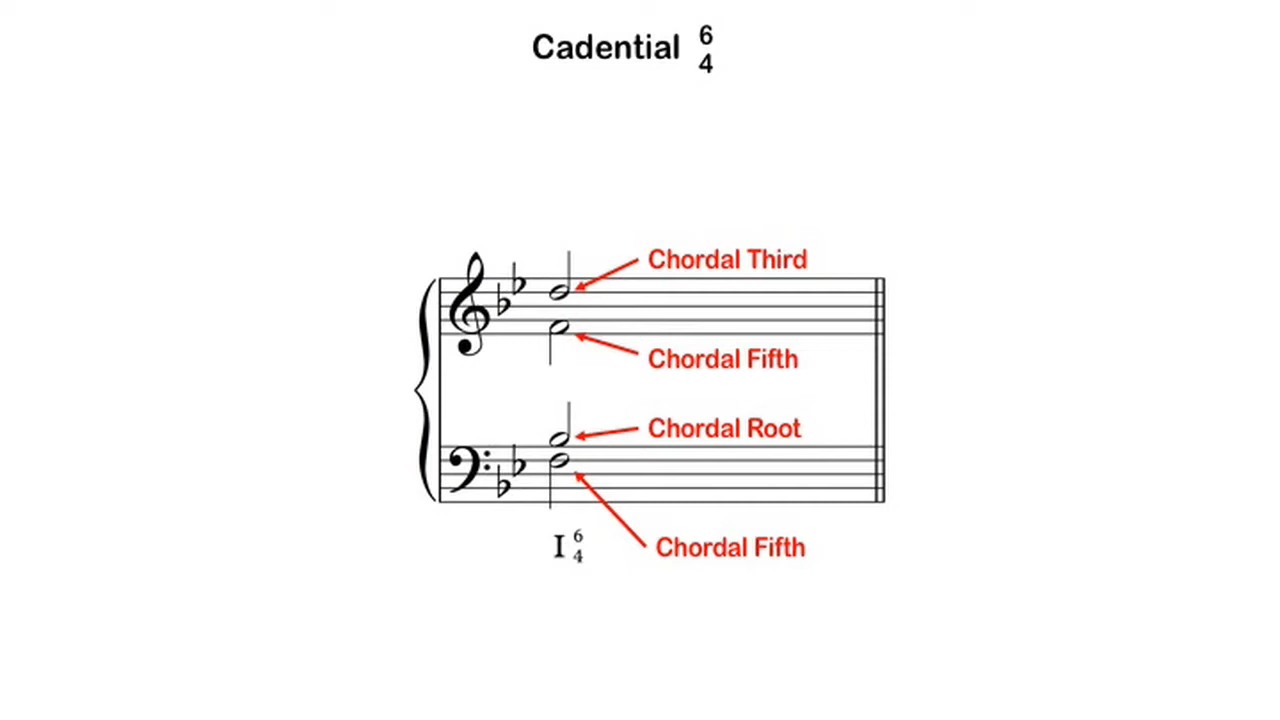 Cadential 6
4
Chordal Third
Chordal Fifth
Chordal Root
I 6
4
Chordal Fifth